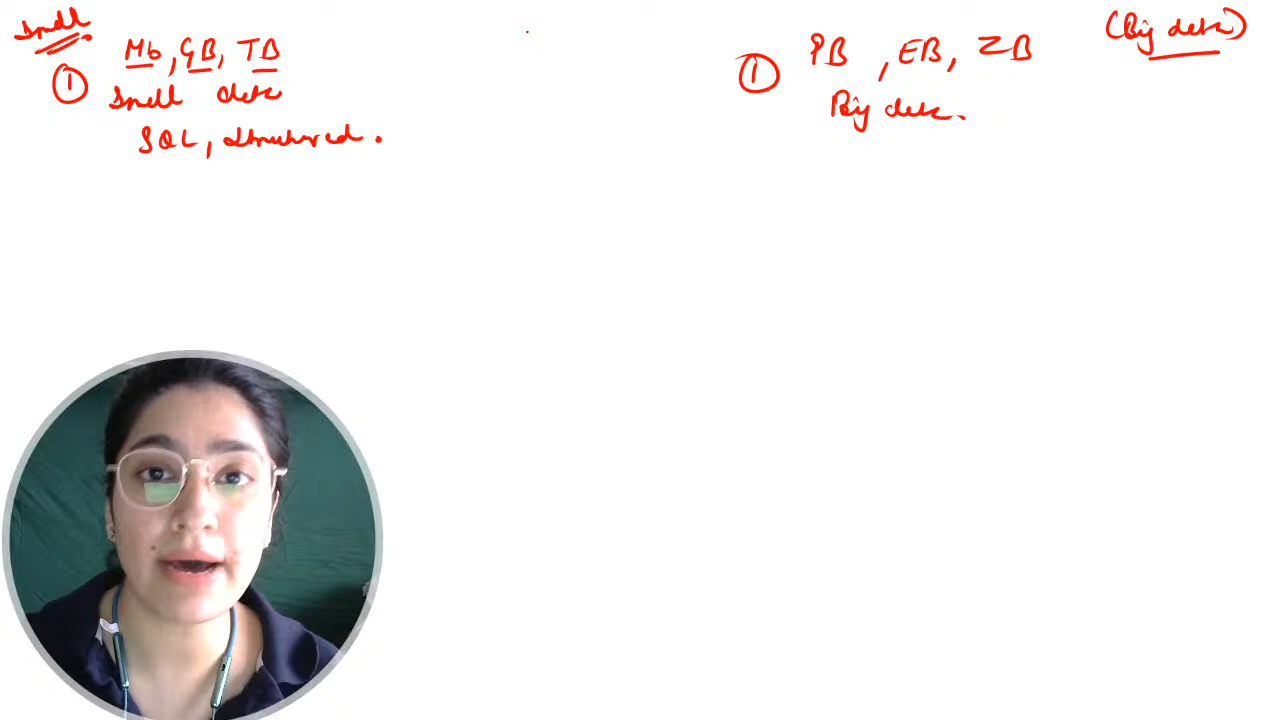 Small
Mb, GB, TB
① Small data
SQL, structured.
(Big data)
① PB, EB, ZB
Big data.